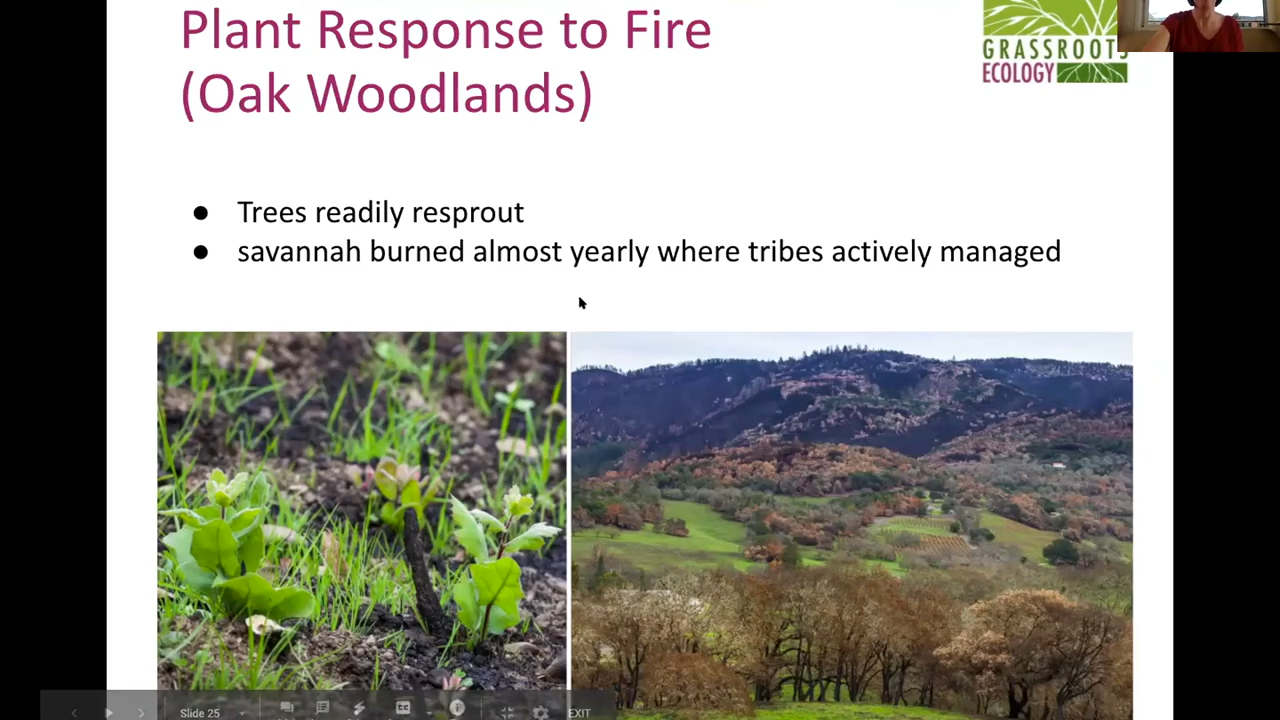 Plant Response to Fire
(Oak Woodlands)
GRASSROOTS
ECOLOGY
● Trees readily resprout
● savannah burned almost yearly where tribes actively managed
Slide 25
EXIT